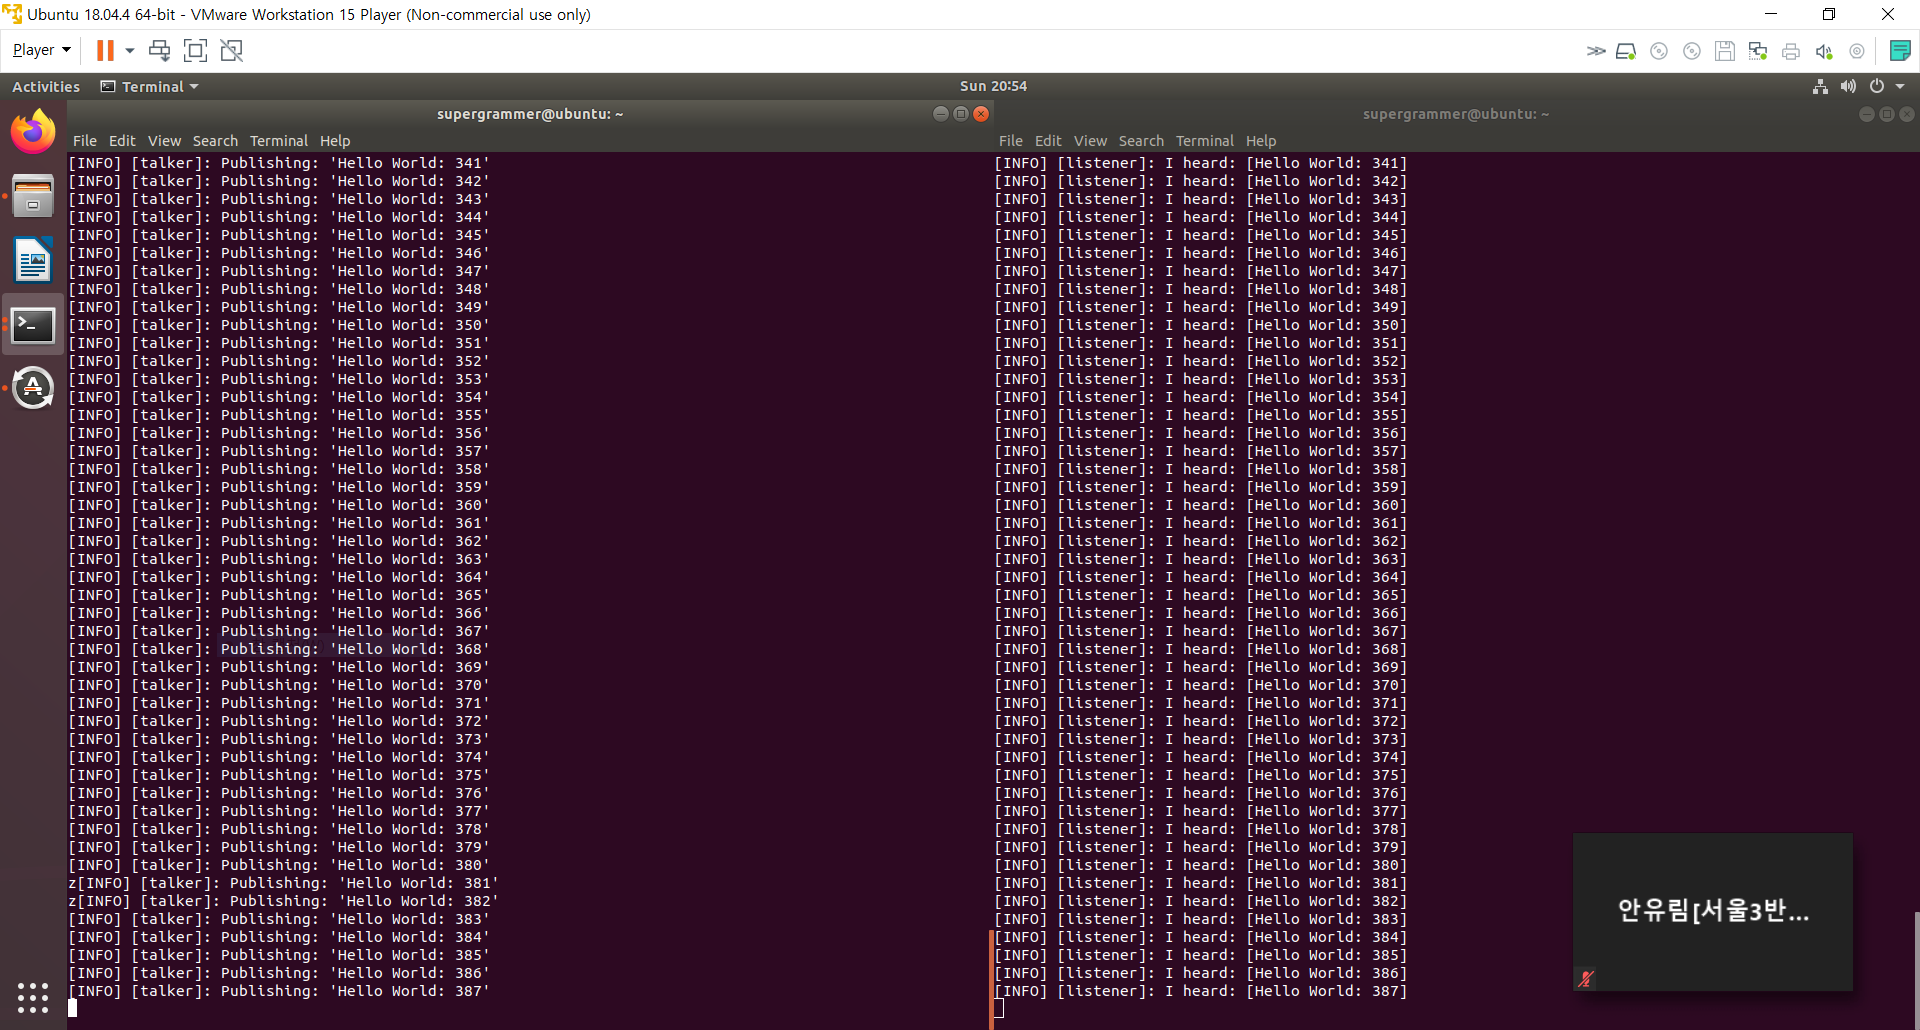 Ubuntu 18.04.4 64-bit - VMware Workstation 15 Player (Non-commercial use only)
Player
Activities
Terminal
Sun 20:54
supergrammer@ubuntu: ~
File Edit View Search Terminal Help
[INFO] [talker]: Publishing: 'Hello World: 341'
[INFO] [talker]: Publishing: 'Hello World: 342'
[INFO] [talker]: Publishing: 'Hello World: 343'
[INFO] [talker]: Publishing: 'Hello World: 344'
[INFO] [talker]: Publishing: 'Hello World: 345'
[INFO] [talker]: Publishing: 'Hello World: 346'
[INFO] [talker]: Publishing: 'Hello World: 347'
[INFO] [talker]: Publishing: 'Hello World: 348'
[INFO] [talker]: Publishing: 'Hello World: 349'
[INFO] [talker]: Publishing: 'Hello World: 350'
[INFO] [talker]: Publishing: 'Hello World: 351'
[INFO] [talker]: Publishing: 'Hello World: 352'
[INFO] [talker]: Publishing: 'Hello World: 353'
[INFO] [talker]: Publishing: 'Hello World: 354'
[INFO] [talker]: Publishing: 'Hello World: 355'
[INFO] [talker]: Publishing: 'Hello World: 356'
[INFO] [talker]: Publishing: 'Hello World: 357'
[INFO] [talker]: Publishing: 'Hello World: 358'
[INFO] [talker]: Publishing: 'Hello World: 359'
[INFO] [talker]: Publishing: 'Hello World: 360'
[INFO] [talker]: Publishing: 'Hello World: 361'
[INFO] [talker]: Publishing: 'Hello World: 362'
[INFO] [talker]: Publishing: 'Hello World: 363'
[INFO] [talker]: Publishing: 'Hello World: 364'
[INFO] [talker]: Publishing: 'Hello World: 365'
[INFO] [talker]: Publishing: 'Hello World: 366'
[INFO] [talker]: Publishing: 'Hello World: 367'
[INFO] [talker]: Publishing: 'Hello World: 368'
[INFO] [talker]: Publishing: 'Hello World: 369'
[INFO] [talker]: Publishing: 'Hello World: 370'
[INFO] [talker]: Publishing: 'Hello World: 371'
[INFO] [talker]: Publishing: 'Hello World: 372'
[INFO] [talker]: Publishing: 'Hello World: 373'
[INFO] [talker]: Publishing: 'Hello World: 374'
[INFO] [talker]: Publishing: 'Hello World: 375'
[INFO] [talker]: Publishing: 'Hello World: 376'
[INFO] [talker]: Publishing: 'Hello World: 377'
[INFO] [talker]: Publishing: 'Hello World: 378'
[INFO] [talker]: Publishing: 'Hello World: 379'
[INFO] [talker]: Publishing: 'Hello World: 380'
z[INFO] [talker]: Publishing: 'Hello World: 381'
z[INFO] [talker]: Publishing: 'Hello World: 382'
[INFO] [talker]: Publishing: 'Hello World: 383'
[INFO] [talker]: Publishing: 'Hello World: 384'
[INFO] [talker]: Publishing: 'Hello World: 385'
[INFO] [talker]: Publishing: 'Hello World: 386'
[INFO] [talker]: Publishing: 'Hello World: 387'
supergrammer@ubuntu: ~
File Edit View Search Terminal Help
[INFO] [listener]: I heard: [Hello World: 341]
[INFO] [listener]: I heard: [Hello World: 342]
[INFO] [listener]: I heard: [Hello World: 343]
[INFO] [listener]: I heard: [Hello World: 344]
[INFO] [listener]: I heard: [Hello World: 345]
[INFO] [listener]: I heard: [Hello World: 346]
[INFO] [listener]: I heard: [Hello World: 347]
[INFO] [listener]: I heard: [Hello World: 348]
[INFO] [listener]: I heard: [Hello World: 349]
[INFO] [listener]: I heard: [Hello World: 350]
[INFO] [listener]: I heard: [Hello World: 351]
[INFO] [listener]: I heard: [Hello World: 352]
[INFO] [listener]: I heard: [Hello World: 353]
[INFO] [listener]: I heard: [Hello World: 354]
[INFO] [listener]: I heard: [Hello World: 355]
[INFO] [listener]: I heard: [Hello World: 356]
[INFO] [listener]: I heard: [Hello World: 357]
[INFO] [listener]: I heard: [Hello World: 358]
[INFO] [listener]: I heard: [Hello World: 359]
[INFO] [listener]: I heard: [Hello World: 360]
[INFO] [listener]: I heard: [Hello World: 361]
[INFO] [listener]: I heard: [Hello World: 362]
[INFO] [listener]: I heard: [Hello World: 363]
[INFO] [listener]: I heard: [Hello World: 364]
[INFO] [listener]: I heard: [Hello World: 365]
[INFO] [listener]: I heard: [Hello World: 366]
[INFO] [listener]: I heard: [Hello World: 367]
[INFO] [listener]: I heard: [Hello World: 368]
[INFO] [listener]: I heard: [Hello World: 369]
[INFO] [listener]: I heard: [Hello World: 370]
[INFO] [listener]: I heard: [Hello World: 371]
[INFO] [listener]: I heard: [Hello World: 372]
[INFO] [listener]: I heard: [Hello World: 373]
[INFO] [listener]: I heard: [Hello World: 374]
[INFO] [listener]: I heard: [Hello World: 375]
[INFO] [listener]: I heard: [Hello World: 376]
[INFO] [listener]: I heard: [Hello World: 377]
[INFO] [listener]: I heard: [Hello World: 378]
[INFO] [listener]: I heard: [Hello World: 379]
[INFO] [listener]: I heard: [Hello World: 380]
[INFO] [listener]: I heard: [Hello World: 381]
[INFO] [listener]: I heard: [Hello World: 382]
[INFO] [listener]: I heard: [Hello World: 383]
[INFO] [listener]: I heard: [Hello World: 384]
[INFO] [listener]: I heard: [Hello World: 385]
[INFO] [listener]: I heard: [Hello World: 386]
[INFO] [listener]: I heard: [Hello World: 387]
안유림[서울3반...